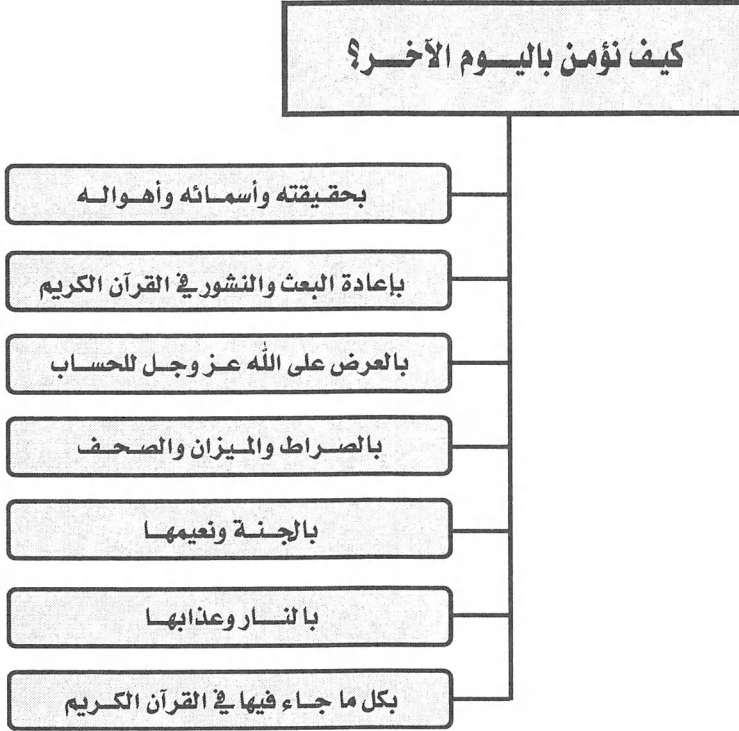 كيف نؤمن باليوم الآخر؟
بحقيقته وأسمائه وأهواله
بإعادة البعث والنشور في القرآن الكريم
بالعرض على الله عز وجل للحساب
بالصراط والميزان والصحف
بالجنة ونعيمها
بالنار وعذابها
بكل ما جاء فيها في القرآن الكريم